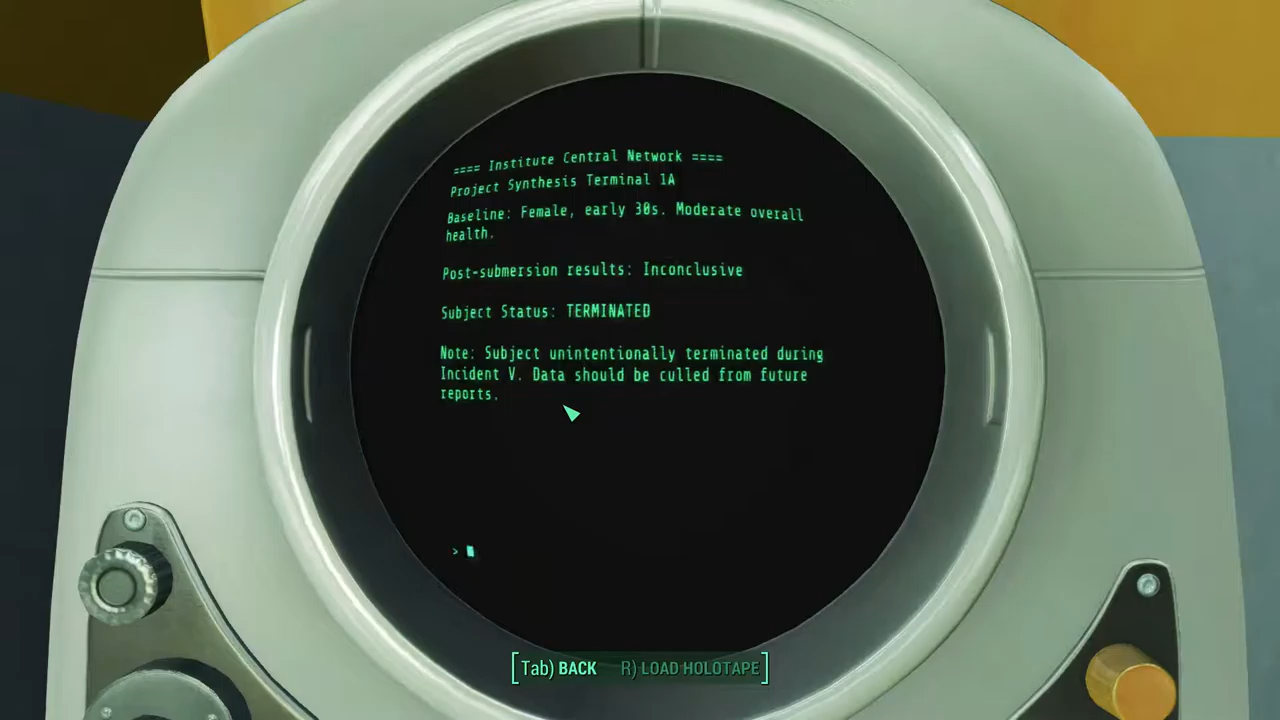 ==== Institute Central Network ====
Project Synthesis Terminal 1A
Baseline: Female, early 30s. Moderate overall
health.
Post-submersion results: Inconclusive
Subject Status: TERMINATED
Note: Subject unintentionally terminated during
Incident V. Data should be culled from future
reports.
>
[Tab) BACK R) LOAD HOLOTAPE]